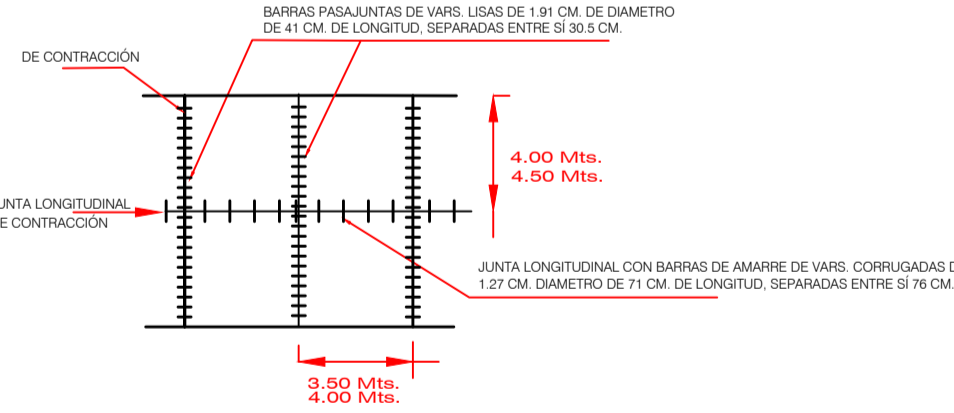 BARRAS PASAJUNTAS DE VARS. LISAS DE 1.91 CM. DE DIAMETRO
DE 41 CM. DE LONGITUD, SEPARADAS ENTRE SÍ 30.5 CM.
DE CONTRACCIÓN
4.00 Mts.
4.50 Mts.
UNTA LONGITUDINAL
E CONTRACCIÓN
JUNTA LONGITUDINAL CON BARRAS DE AMARRE DE VARS. CORRUGADAS D
1.27 CM. DIAMETRO DE 71 CM. DE LONGITUD, SEPARADAS ENTRE SÍ 76 CM.
3.50 Mts.
4.00 Mts.